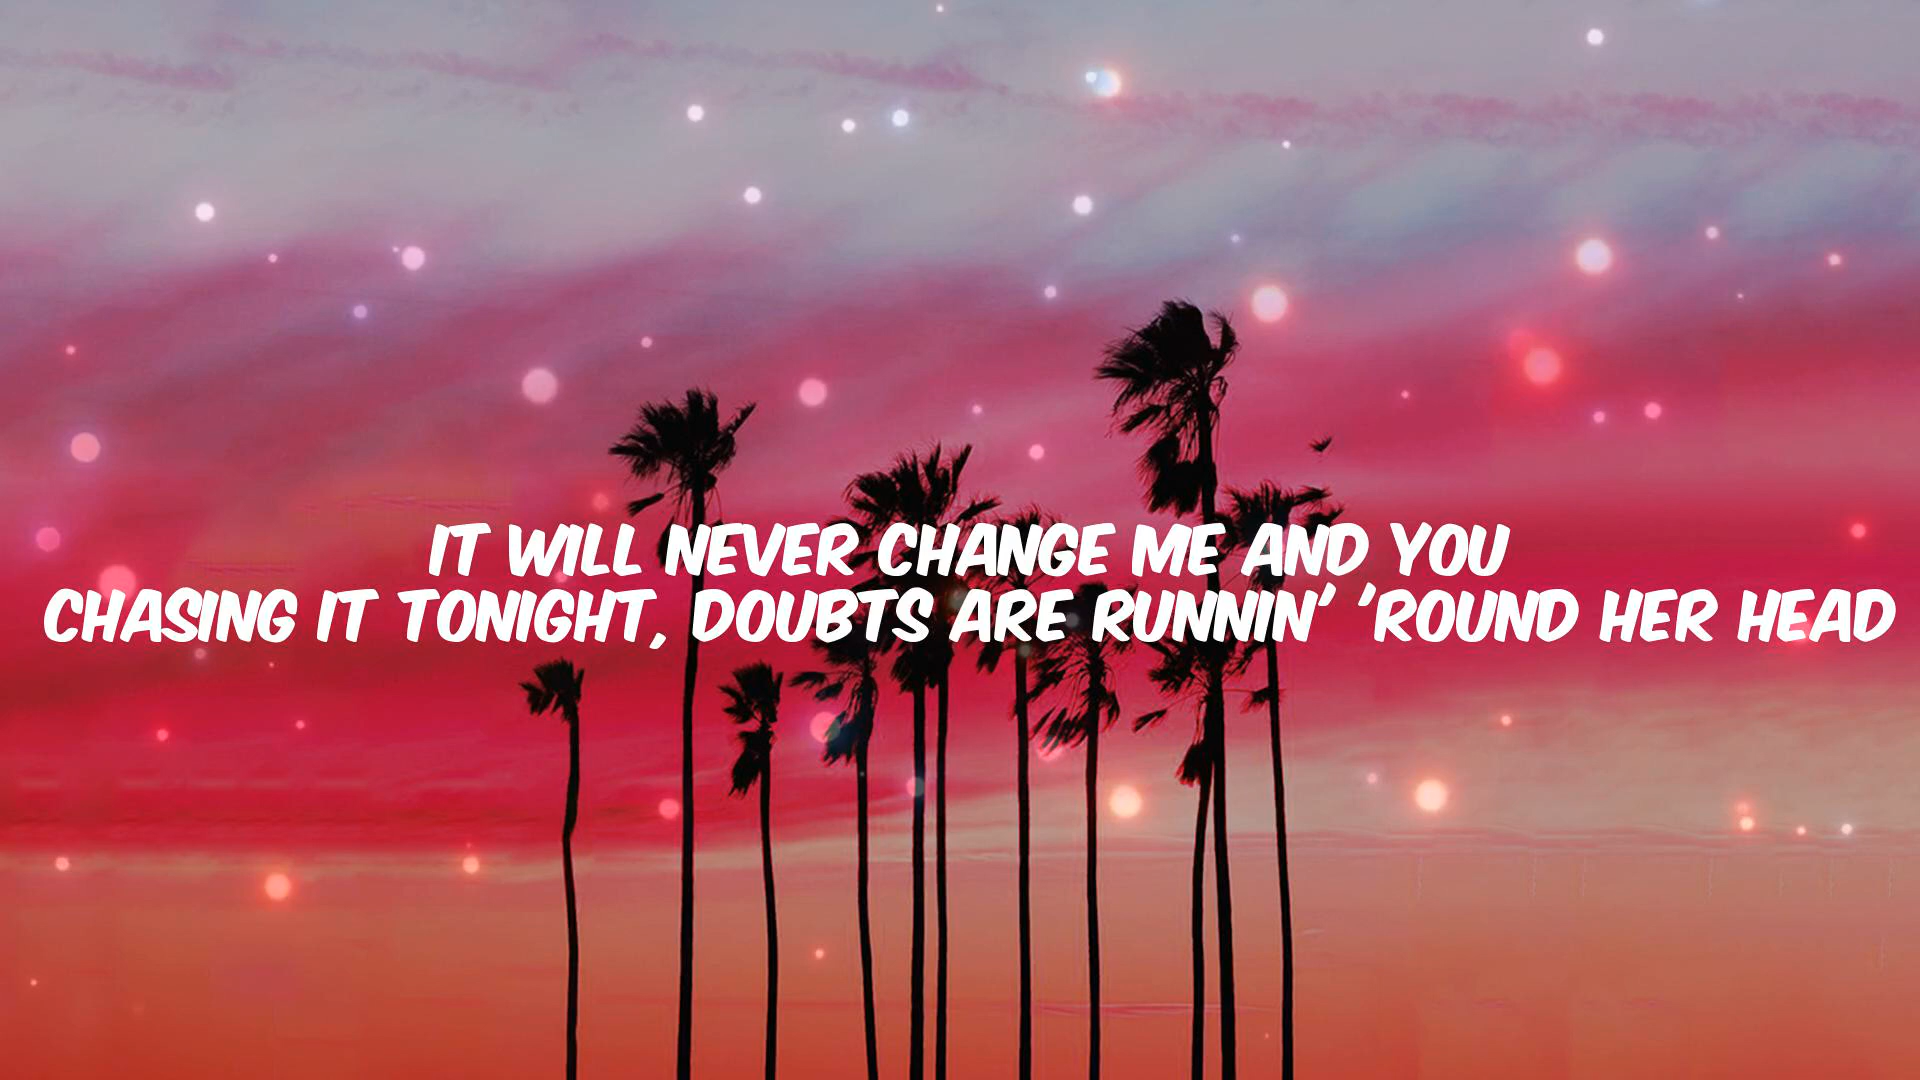 IT WILL NEVER CHANGE ME AND YOU
CHASING IT TONIGHT, DOUBTS ARE RUNNIN' 'ROUND HER HEAD